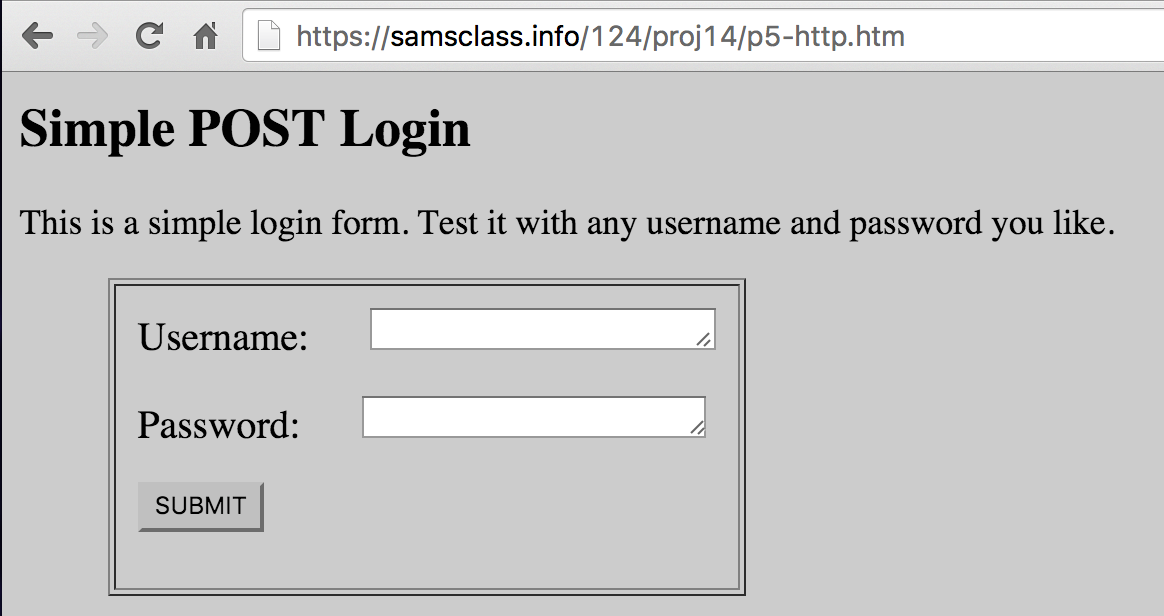 https://samsclass.info/124/proj14/p5-http.htm
Simple POST Login
This is a simple login form. Test it with any username and password you like.
Username:
Password:
SUBMIT